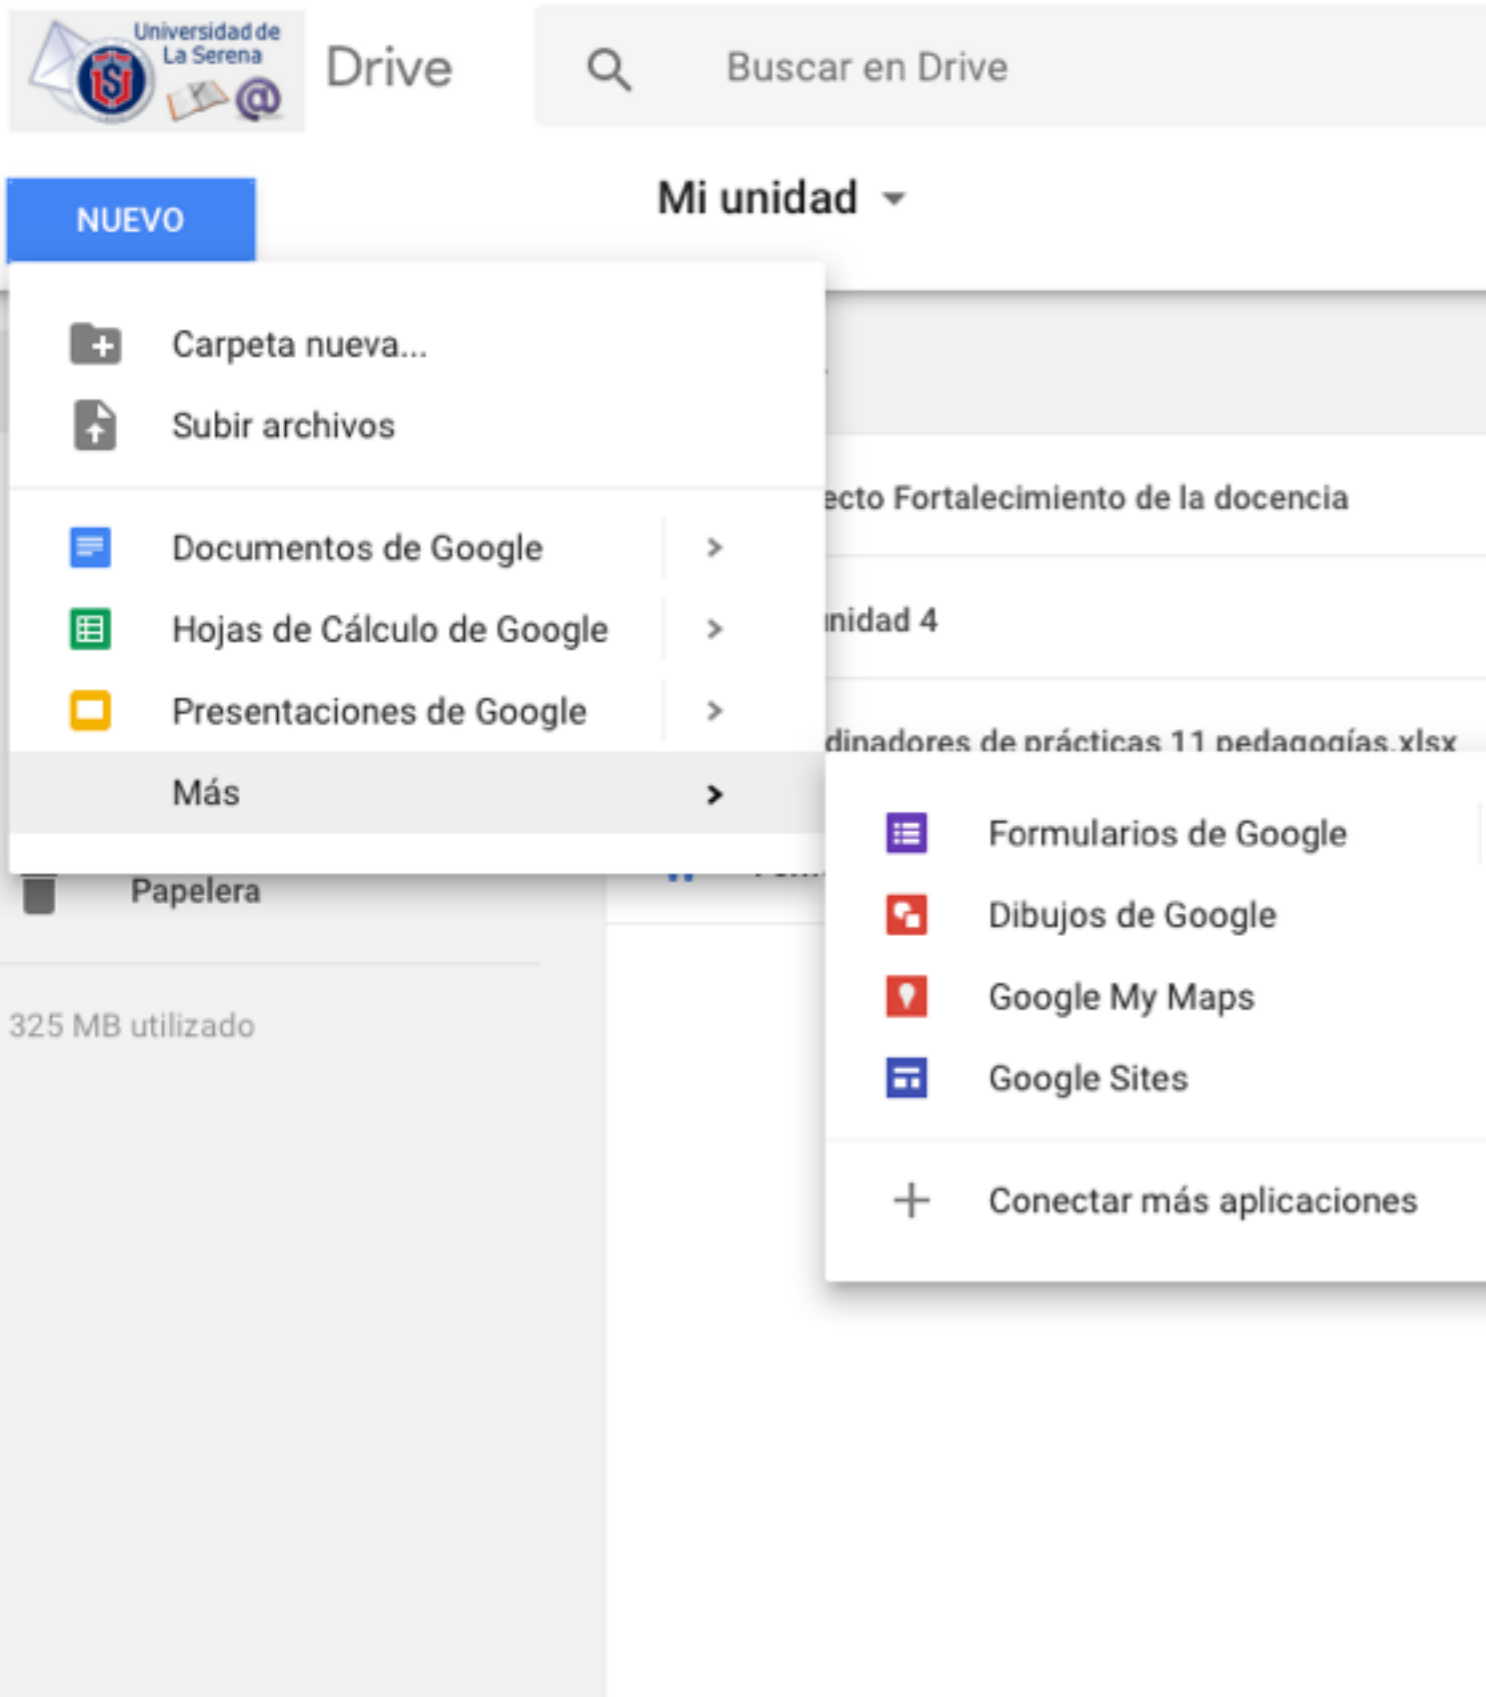 Universidad de
La Serena
Drive
Buscar en Drive
NUEVO
Mi unidad
Carpeta nueva...
Subir archivos
ecto Fortalecimiento de la docencia
Documentos de Google
nidad 4
Hojas de Cálculo de Google
Presentaciones de Google
dinadores de prácticas 11 pedagogías.xlsx
Más
Formularios de Google
Papelera
Dibujos de Google
Google My Maps
325 MB utilizado
Google Sites
Conectar más aplicaciones